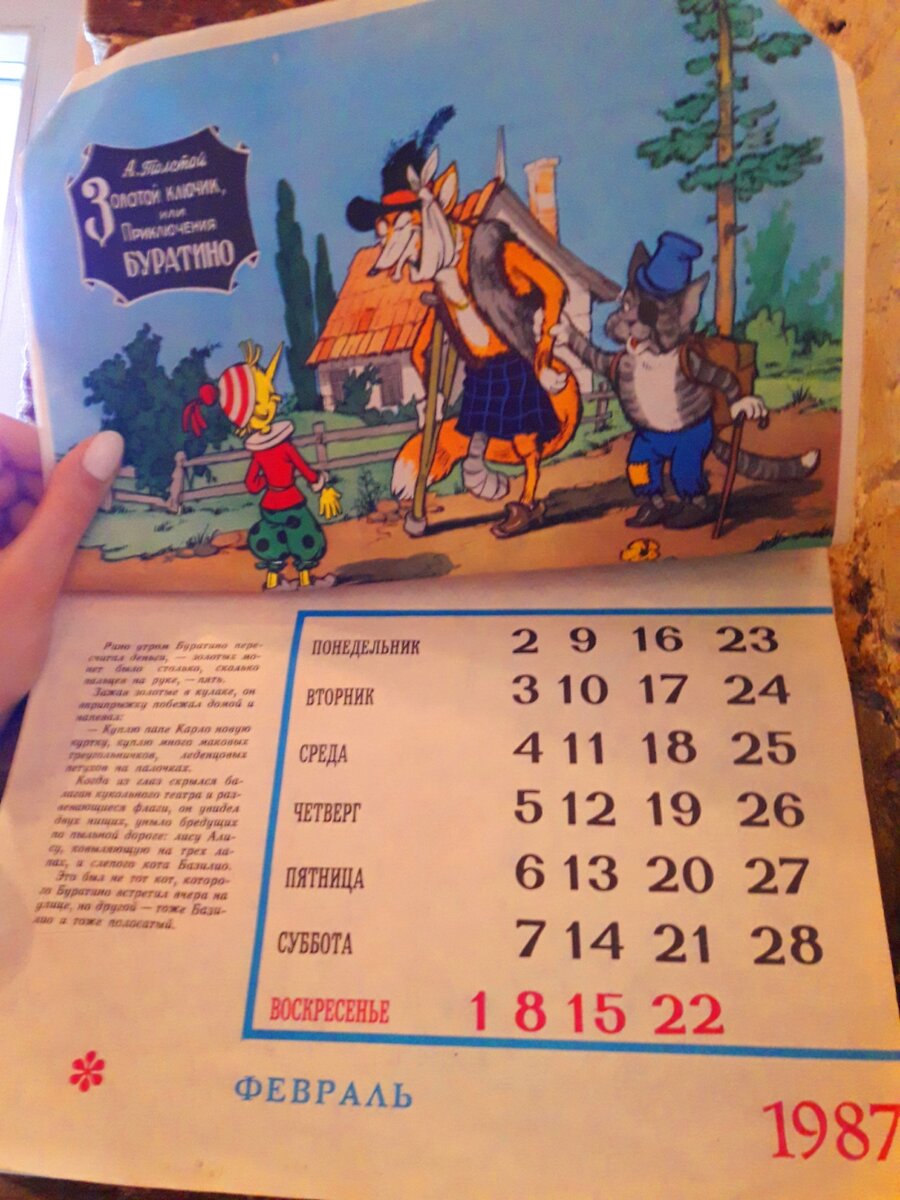 А. Толстой
Золотой ключик,
или
Приключения
БУРАТИНО
Рано утром Буратино пере-
считал деньги, — золотых мо-
нет было столько, сколько
пальцев на руке, — пять.
Зажав золотые в кулаке, он
вприпрыжку побежал домой и
напевал:
— Куплю папе Карло новую
куртку, куплю много маковых
треугольничков, леденцовых
петухов на палочках.
Когда из глаз скрылся ба-
лаган кукольного театра и раз-
вевающиеся флаги, он увидел
двух нищих, уныло бредущих
по пыльной дороге: лису Али-
су, ковыляющую на трех ла-
пах, и слепого кота Базилио.
Это был не тот кот, которо-
го Буратино встретил вчера на
улице, но другой — тоже Бази-
лио и тоже полосатый.
ПОНЕДЕЛЬНИК 2 9 16 23
ВТОРНИК 3 10 17 24
СРЕДА 4 11 18 25
ЧЕТВЕРГ 5 12 19 26
ПЯТНИЦА 6 13 20 27
СУББОТА 7 14 21 28
ВОСКРЕСЕНЬЕ 1 8 15 22
ФЕВРАЛЬ
1987